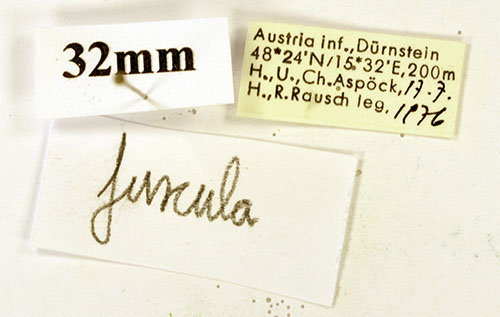 32mm
Austria inf., Dürnstein
48°24'N/15°32'E, 200m
H., U., Ch. Aspöck, 17.7.
H., R. Rausch leg. 1976
furcula